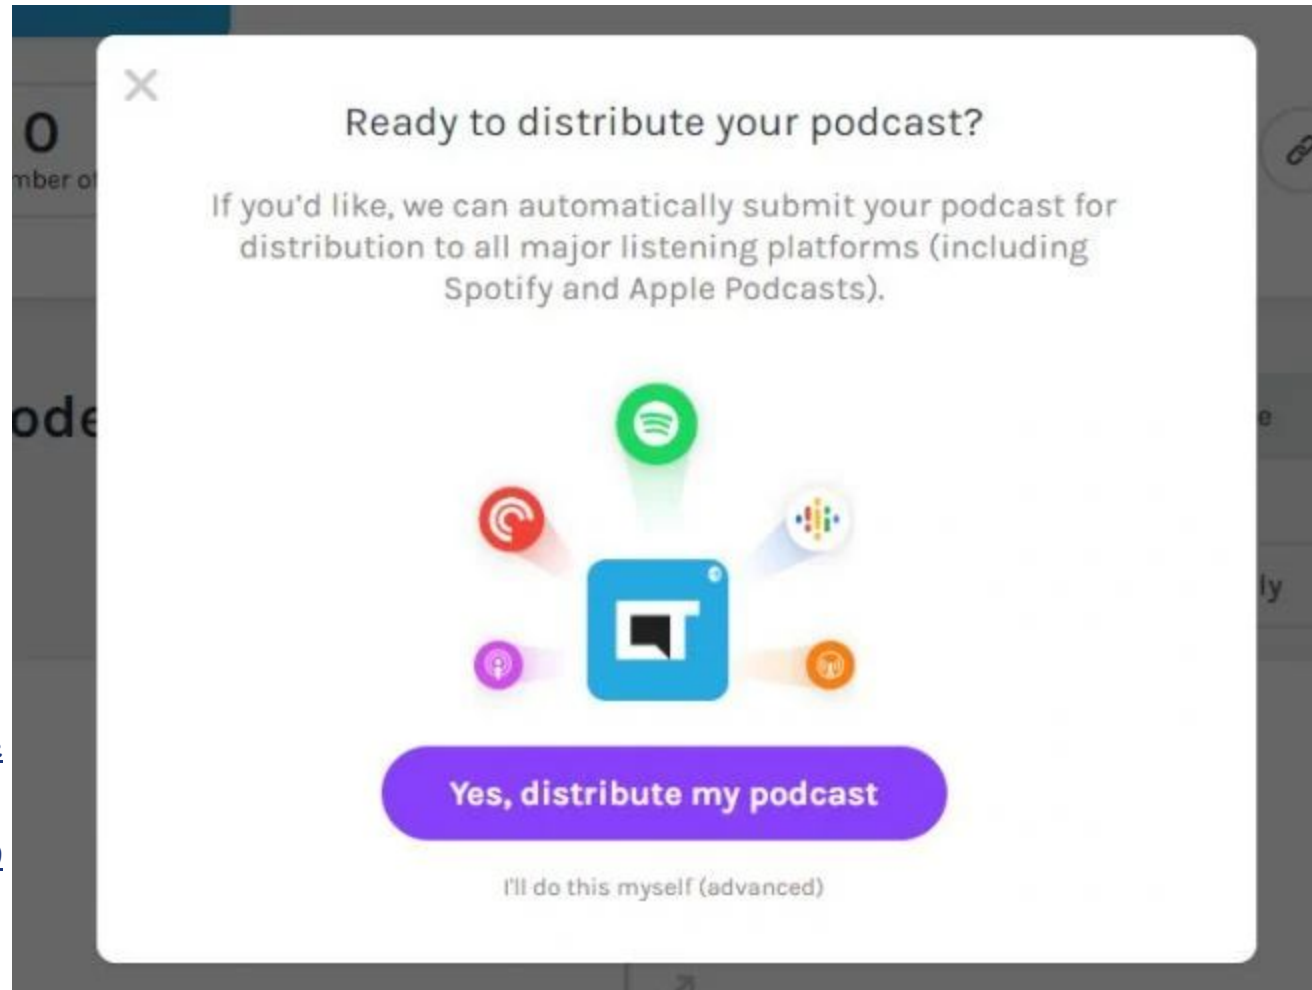 Ready to distribute your podcast?
If you'd like, we can automatically submit your podcast for
distribution to all major listening platforms (including
Spotify and Apple Podcasts).
0
mber of
ode
e
ly
Yes, distribute my podcast
I'll do this myself (advanced)